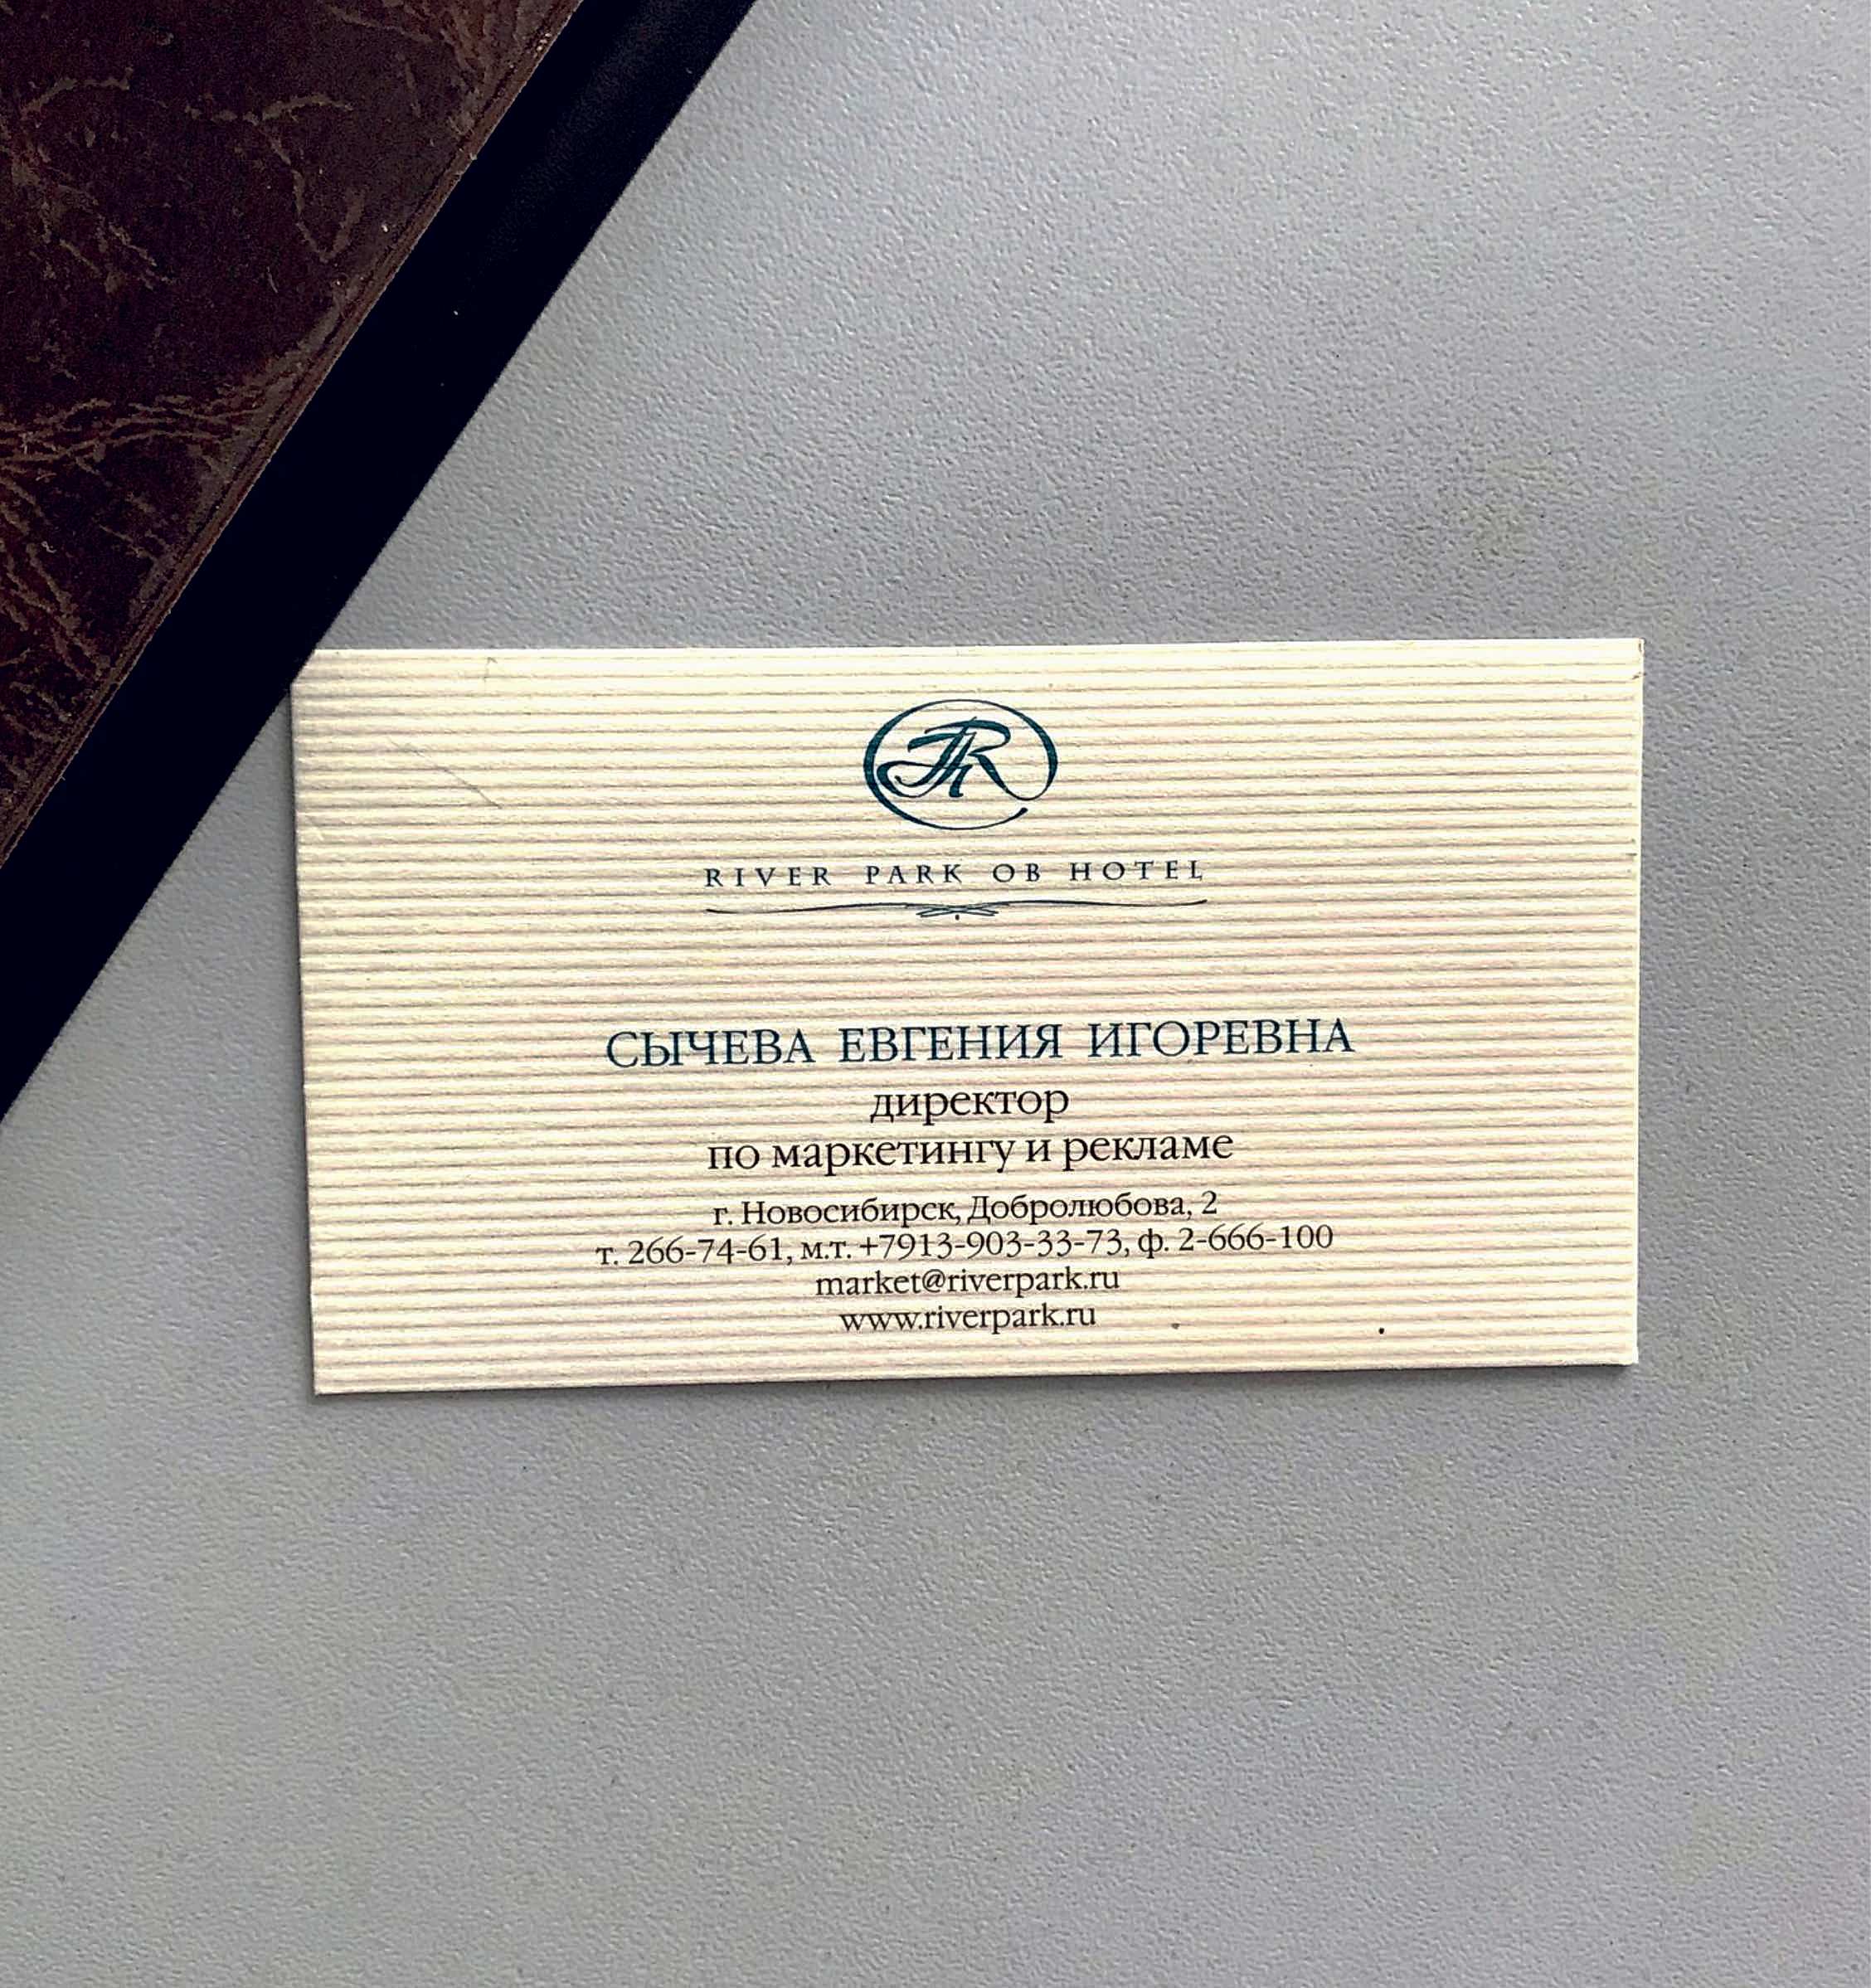 RIVER PARK OB HOTEL
СЫЧЕВА ЕВГЕНИЯ ИГОРЕВНА
директор
по маркетингу и рекламе
г. Новосибирск, Добролюбова, 2
т. 266-74-61, м.т. +7913-903-33-73, ф. 2-666-100
market@riverpark.ru
www.riverpark.ru